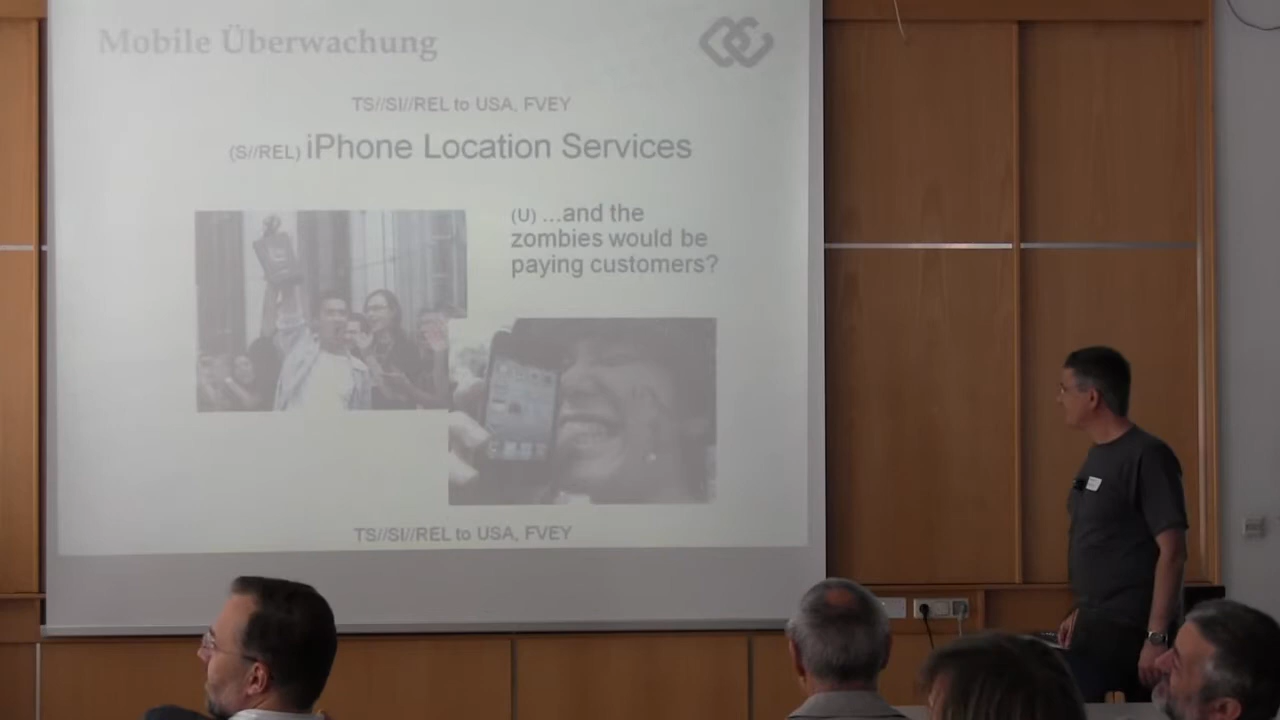 Mobile Überwachung
TS//SI//REL to USA, FVEY
(S//REL) iPhone Location Services
(U) ...and the
zombies would be
paying customers?
TS//SI//REL to USA, FVEY